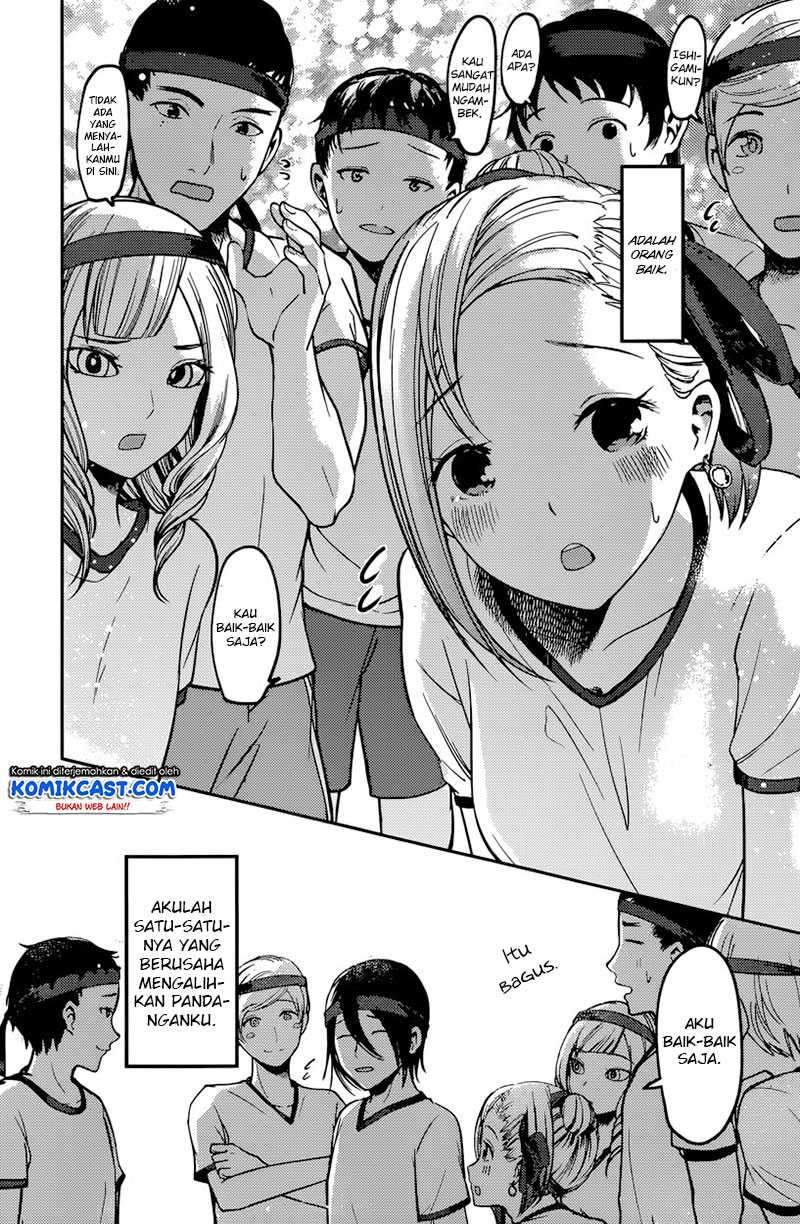 ISHI-
GAMI-
KUN?
ADA
APA?
KAU
SANGAT
MUDAH
NGAM-
BEK.
TIDAK
ADA YANG
MENYA-
LAH-
KANMU
DI SINI.
ADALAH
ORANG
BAIK.
KAU
BAIK-BAIK
SAJA?
Komik ini diterjemahkan & diedit oleh
KOMIKCAST.COM
BUKAN WEB LAIN!!
AKU
BAIK-BAIK
SAJA.
Itu
Bagus.
AKULAH
SATU-SATU-
NYA YANG
BERUSAHA
MENGALIH-
KAN PANDA-
NGANKU.